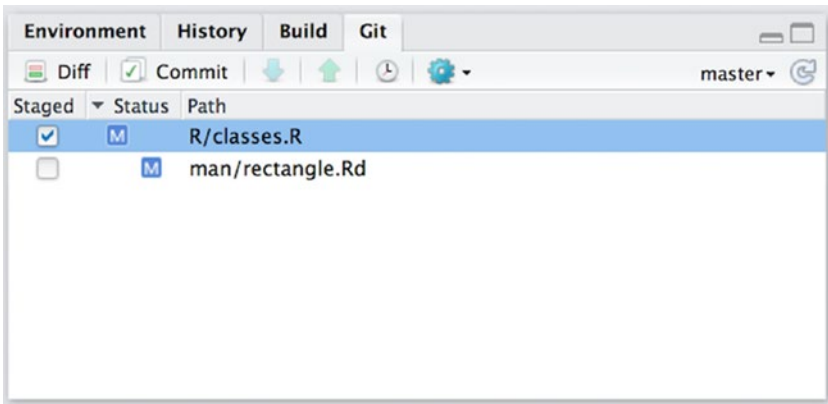 Environment History Build Git
Diff Commit master
Staged Status Path
M R/classes.R
M man/rectangle.Rd